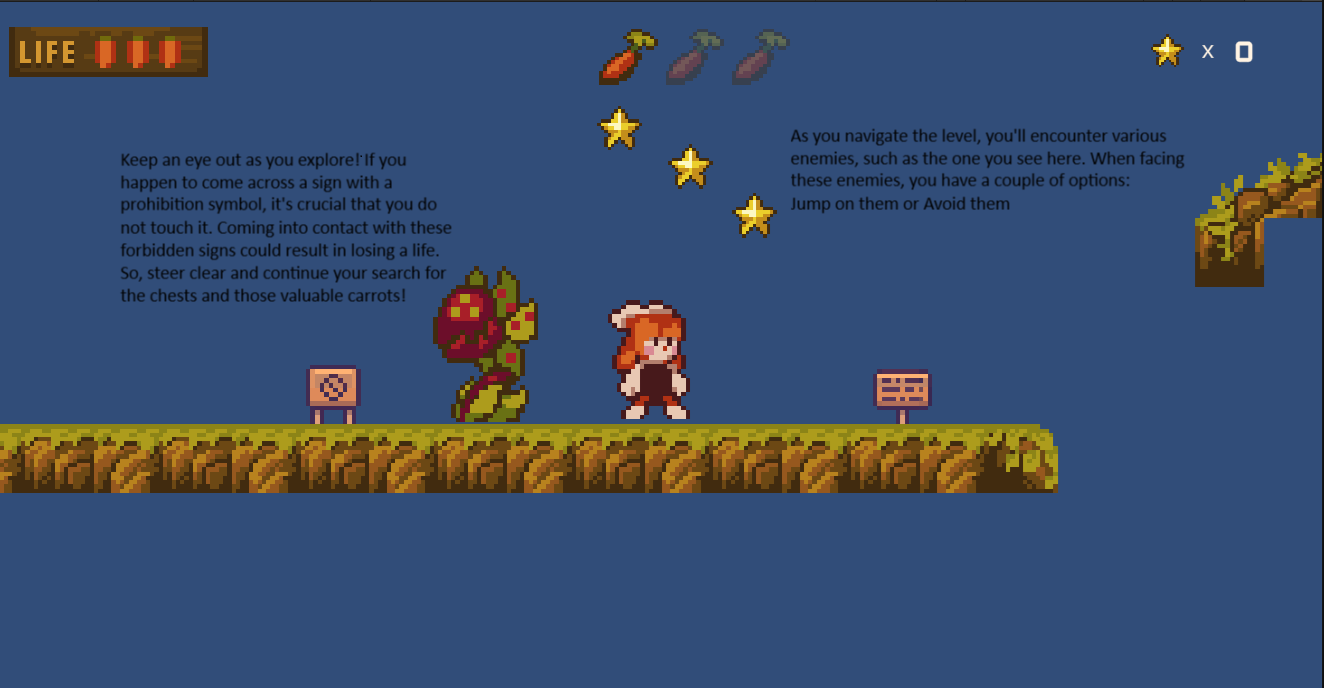 LIFE
x 0
Keep an eye out as you explore! If you
happen to come across a sign with a
prohibition symbol, it's crucial that you do
not touch it. Coming into contact with these
forbidden signs could result in losing a life.
So, steer clear and continue your search for
the chests and those valuable carrots!
As you navigate the level, you'll encounter various
enemies, such as the one you see here. When facing
these enemies, you have a couple of options:
Jump on them or Avoid them